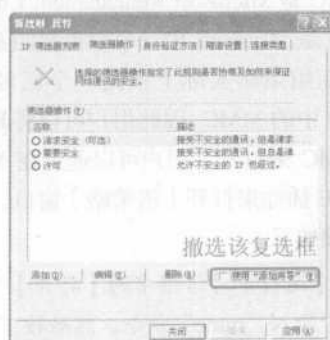 新规则 属性
IP 筛选器列表 筛选器操作 身份验证方法 隧道设置 连接类型
选择的筛选器操作指定了此规则是否协商及如何来保证
网络通讯的安全。
筛选器操作(L):
名称 描述
请求安全 (可选) 接受不安全的通讯，但是请求
需要安全 接受不安全的通讯，但总是请
许可 允许不安全的 IP 包经过。
撤选该复选框
添加(D)... 编辑(E)... 删除(R) 使用“添加向导”(W)
关闭 应用(A)